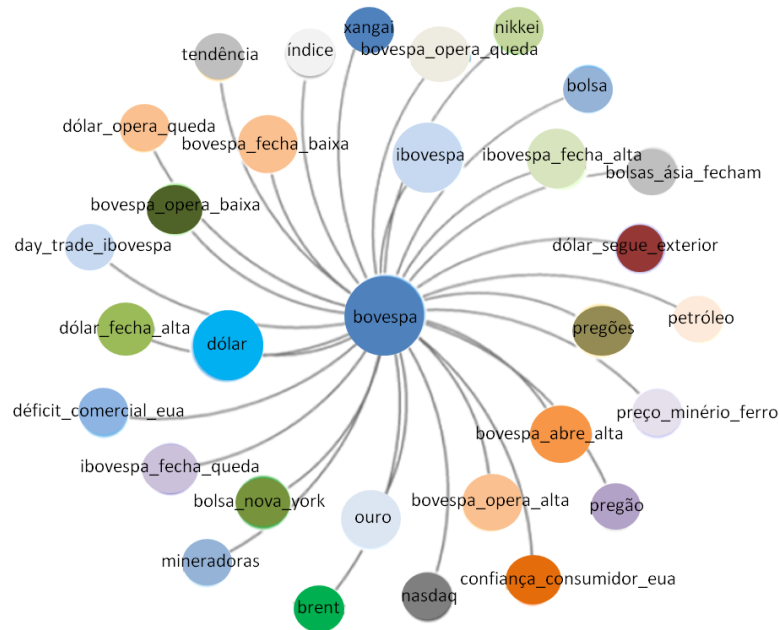 xangai
nikkei
tendência
índice
bovespa_opera_queda
bolsa
dólar_opera_queda
bovespa_fecha_baixa
ibovespa
ibovespa_fecha_alta
bolsas_ásia_fecham
bovespa_opera_baixa
day_trade_ibovespa
dólar_segue_exterior
bovespa
dólar_fecha_alta
dólar
pregões
petróleo
déficit_comercial_eua
preço_minério_ferro
bovespa_abre_alta
ibovespa_fecha_queda
bolsa_nova_york
ouro
bovespa_opera_alta
pregão
mineradoras
confiança_consumidor_eua
brent
nasdaq